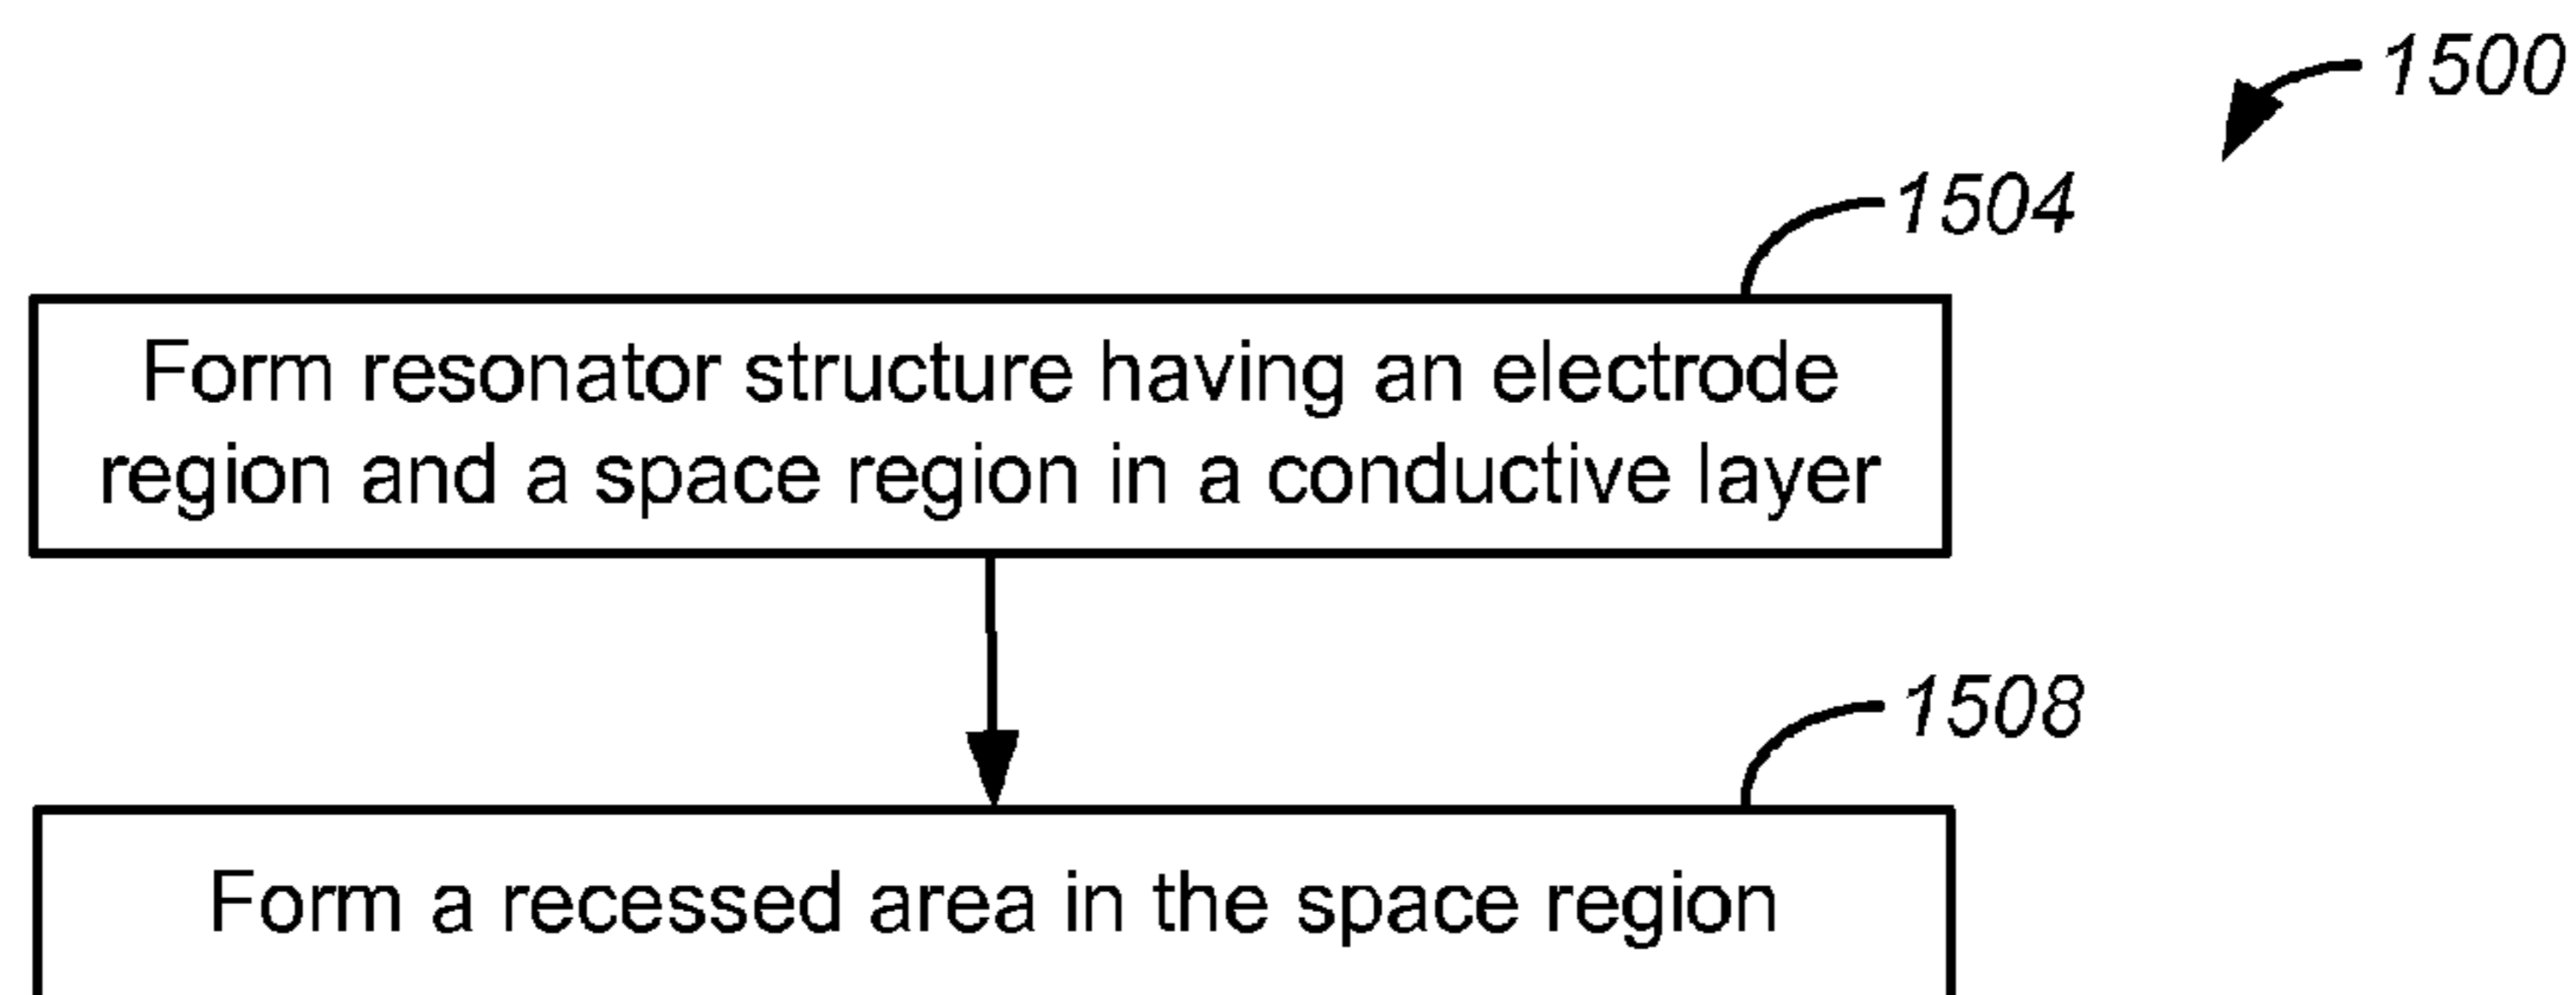 1500
1504
Form resonator structure having an electrode
region and a space region in a conductive layer
1508
Form a recessed area in the space region